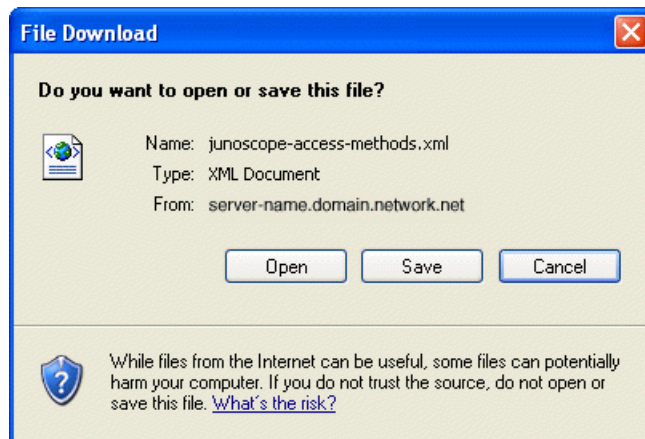 File Download
Do you want to open or save this file?
Name: junoscope-access-methods.xml
Type: XML Document
From: server-name.domain.network.net
Open Save Cancel
While files from the Internet can be useful, some files can potentially
harm your computer. If you do not trust the source, do not open or
save this file. What's the risk?